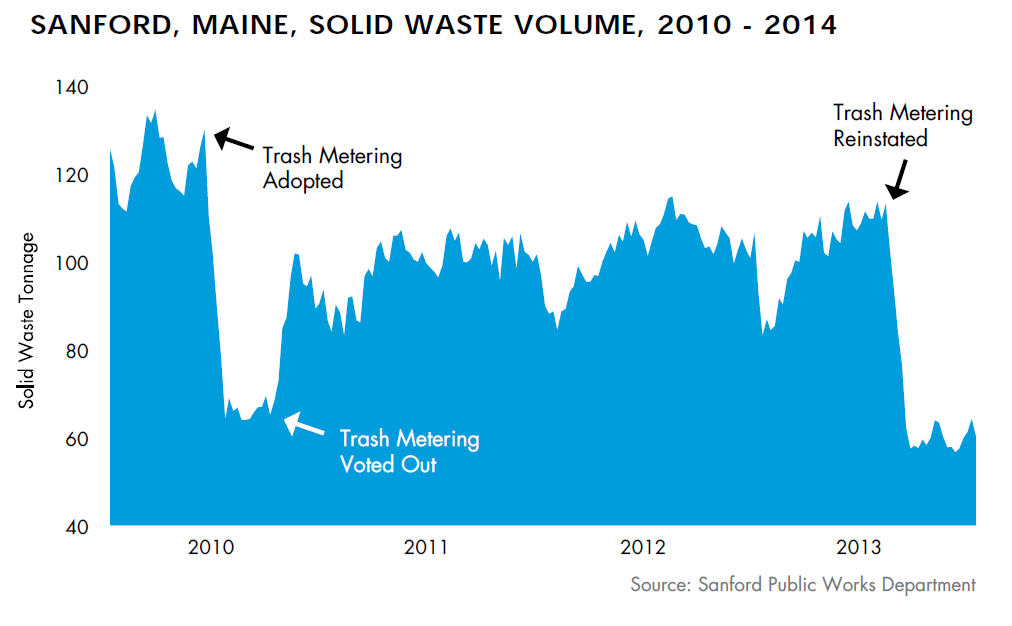 SANFORD, MAINE, SOLID WASTE VOLUME, 2010 - 2014
140
120
100
80
60
40
Solid Waste Tonnage
Trash Metering
Adopted
Trash Metering
Voted Out
Trash Metering
Reinstated
2010
2011
2012
2013
Source: Sanford Public Works Department